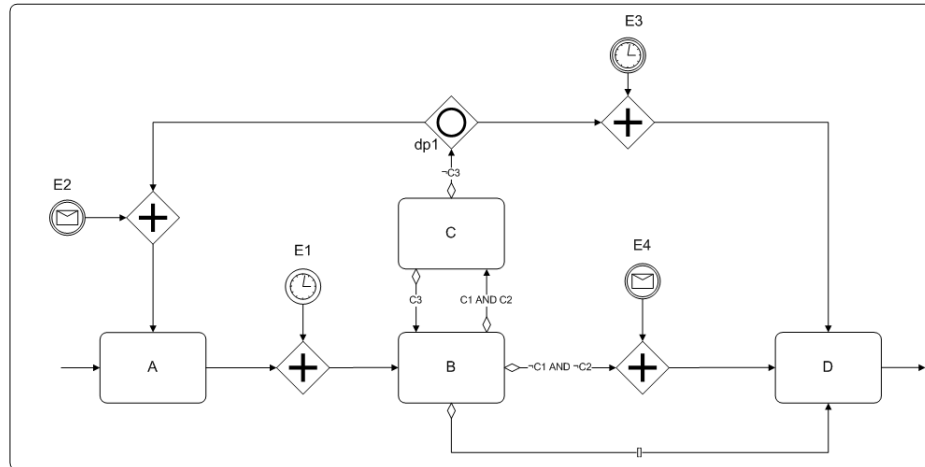 E3
dp1
¬C3
E2
C
E1
E4
C3
C1 AND C2
A
B
¬C1 AND ¬C2
D
[]